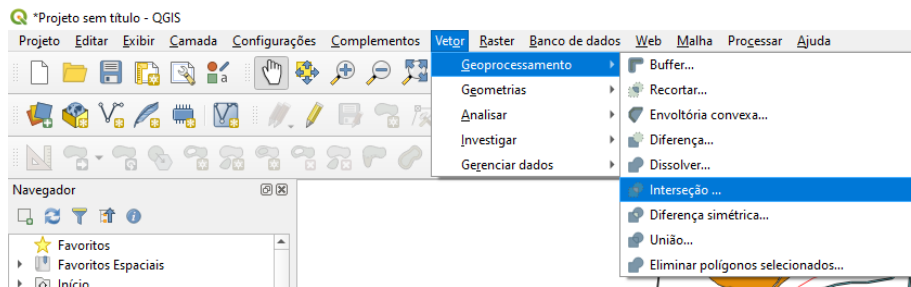 *Projeto sem título - QGIS
Projeto Editar Exibir Camada Configurações Complementos Vetor Raster Banco de dados Web Malha Processar Ajuda
Geoprocessamento
Geometrias
Analisar
Investigar
Gerenciar dados
Buffer...
Recortar...
Envoltória convexa...
Diferença...
Dissolver...
Interseção ...
Diferença simétrica...
União...
Eliminar polígonos selecionados...
Navegador
Favoritos
Favoritos Espaciais
Início